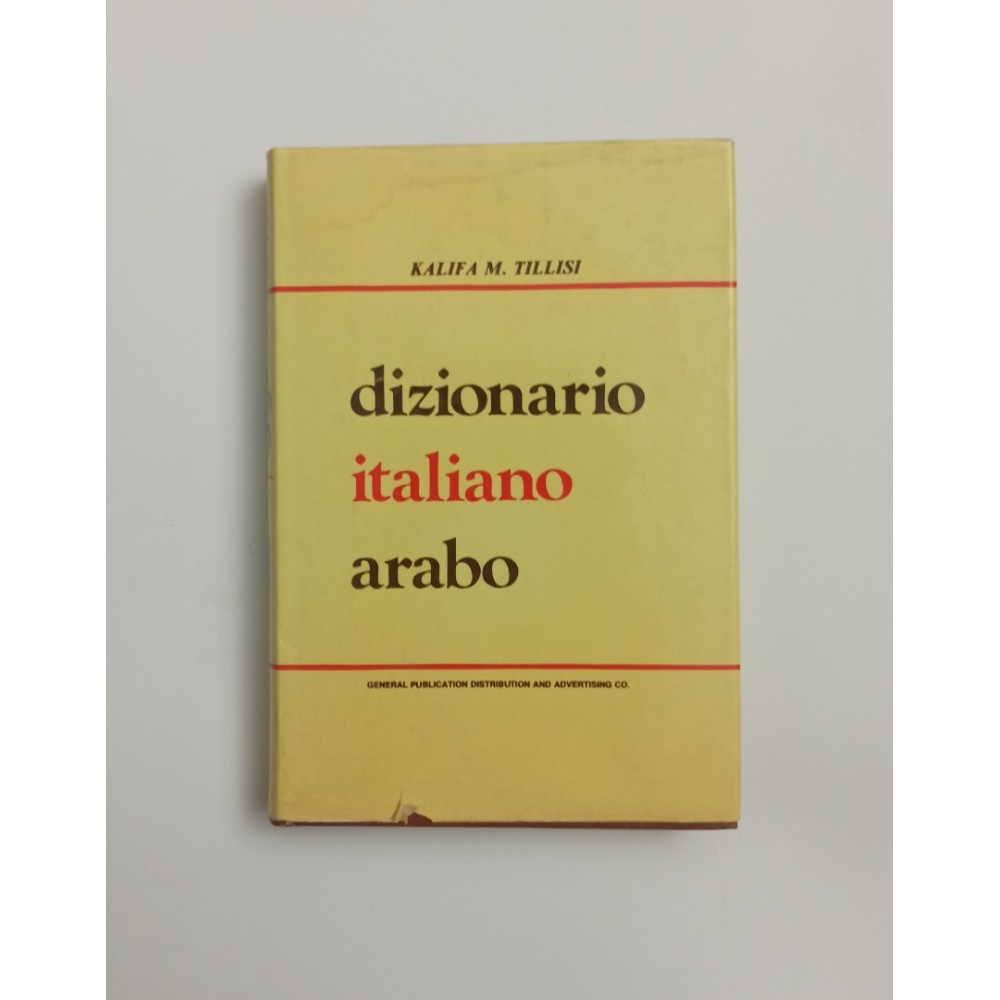 KALIFA M. TILLISI
dizionario
italiano
arabo
GENERAL PUBLICATION DISTRIBUTION AND ADVERTISING CO.